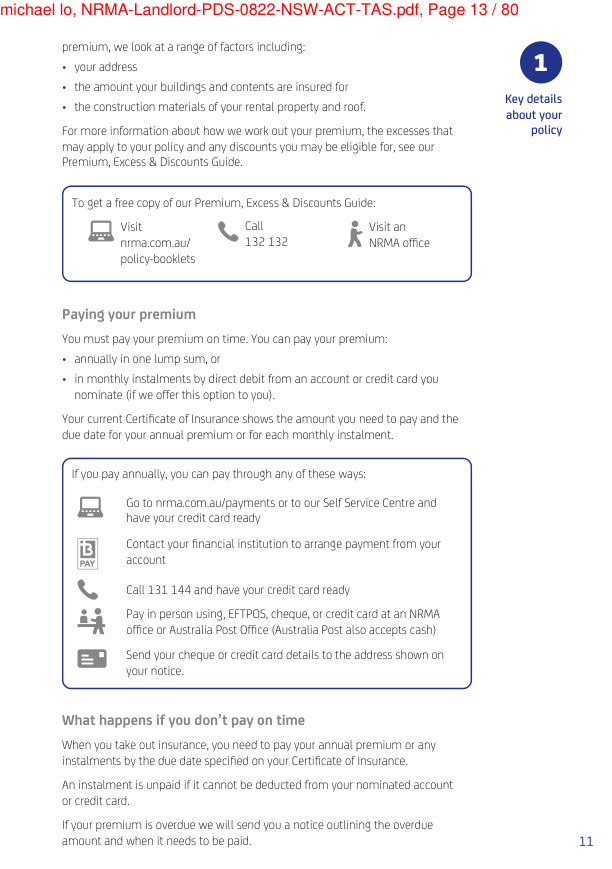 michael lo, NRMA-Landlord-PDS-0822-NSW-ACT-TAS.pdf, Page 13 / 80
premium, we look at a range of factors including:
• your address
• the amount your buildings and contents are insured for
• the construction materials of your rental property and roof.
For more information about how we work out your premium, the excesses that
may apply to your policy and any discounts you may be eligible for, see our
Premium, Excess & Discounts Guide.
1
Key details
about your
policy
To get a free copy of our Premium, Excess & Discounts Guide:
Visit
nrma.com.au/
policy-booklets
Call
132 132
Visit an
NRMA office
Paying your premium
You must pay your premium on time. You can pay your premium:
• annually in one lump sum, or
• in monthly instalments by direct debit from an account or credit card you
nominate (if we offer this option to you).
Your current Certificate of Insurance shows the amount you need to pay and the
due date for your annual premium or for each monthly instalment.
If you pay annually, you can pay through any of these ways:
Go to nrma.com.au/payments or to our Self Service Centre and
have your credit card ready
B
PAY
Contact your financial institution to arrange payment from your
account
Call 131 144 and have your credit card ready
Pay in person using, EFTPOS, cheque, or credit card at an NRMA
office or Australia Post Office (Australia Post also accepts cash)
Send your cheque or credit card details to the address shown on
your notice.
What happens if you don't pay on time
When you take out insurance, you need to pay your annual premium or any
instalments by the due date specified on your Certificate of Insurance.
An instalment is unpaid if it cannot be deducted from your nominated account
or credit card.
If your premium is overdue we will send you a notice outlining the overdue
amount and when it needs to be paid.
11